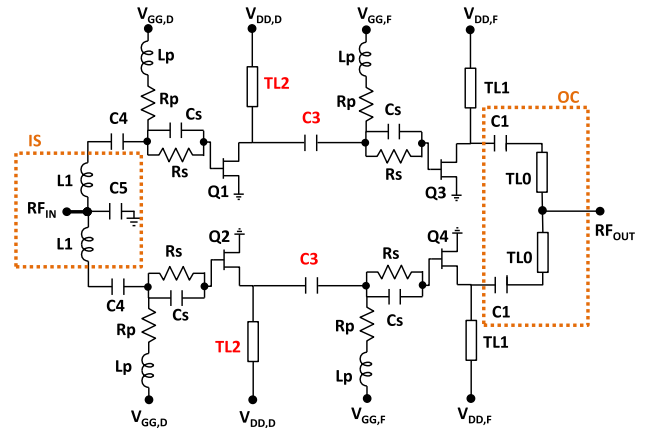 V_GG,D V_DD,D V_GG,F V_DD,F
Lp Lp
TL2 TL1 OC
Rp Cs Rp Cs
C4 C3 C1
IS
Rs Rs
L1 Q1 Q3 TL0
C5
RF_IN RF_OUT
L1 Q2 Q4 TL0
Rs C3 Rs
C4 Cs Cs C1
Rp TL2 Rp TL1
Lp Lp
V_GG,D V_DD,D V_GG,F V_DD,F